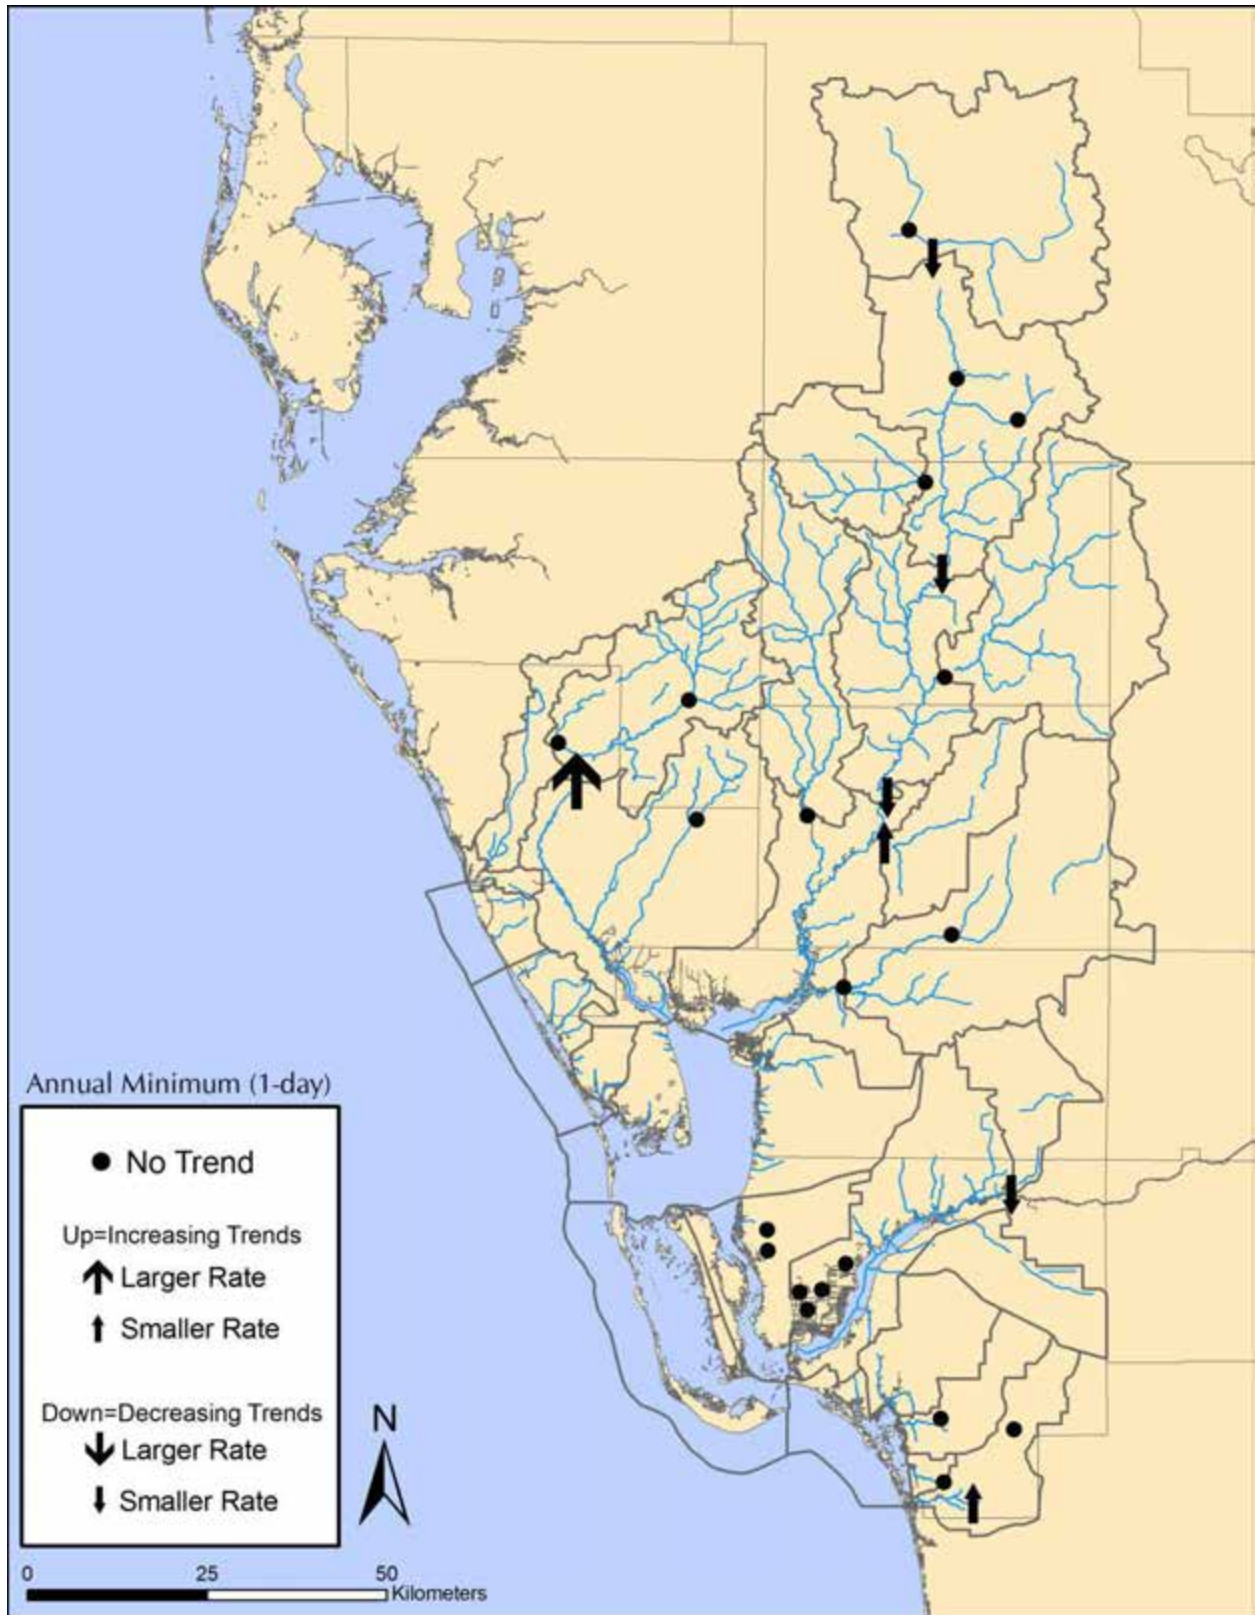 Annual Minimum (1-day)
No Trend
Up=Increasing Trends
Larger Rate
Smaller Rate
Down=Decreasing Trends
Larger Rate
Smaller Rate
N
0 25 50
Kilometers